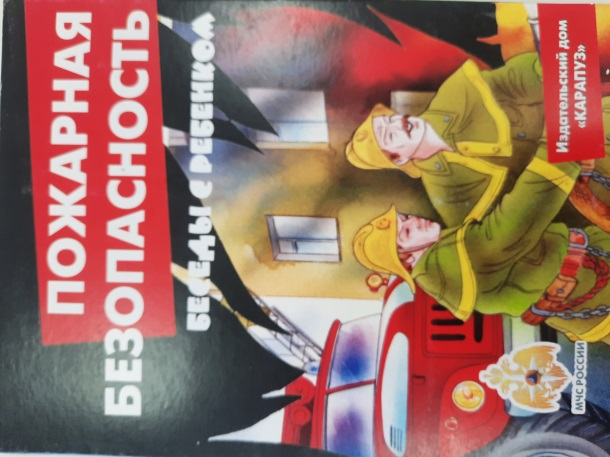 ПОЖАРНАЯ
БЕЗОПАСНОСТЬ
БЕСЕДЫ С РЕБЕНКОМ
Издательский дом
«КАРАПУЗ»
МЧС РОССИИ